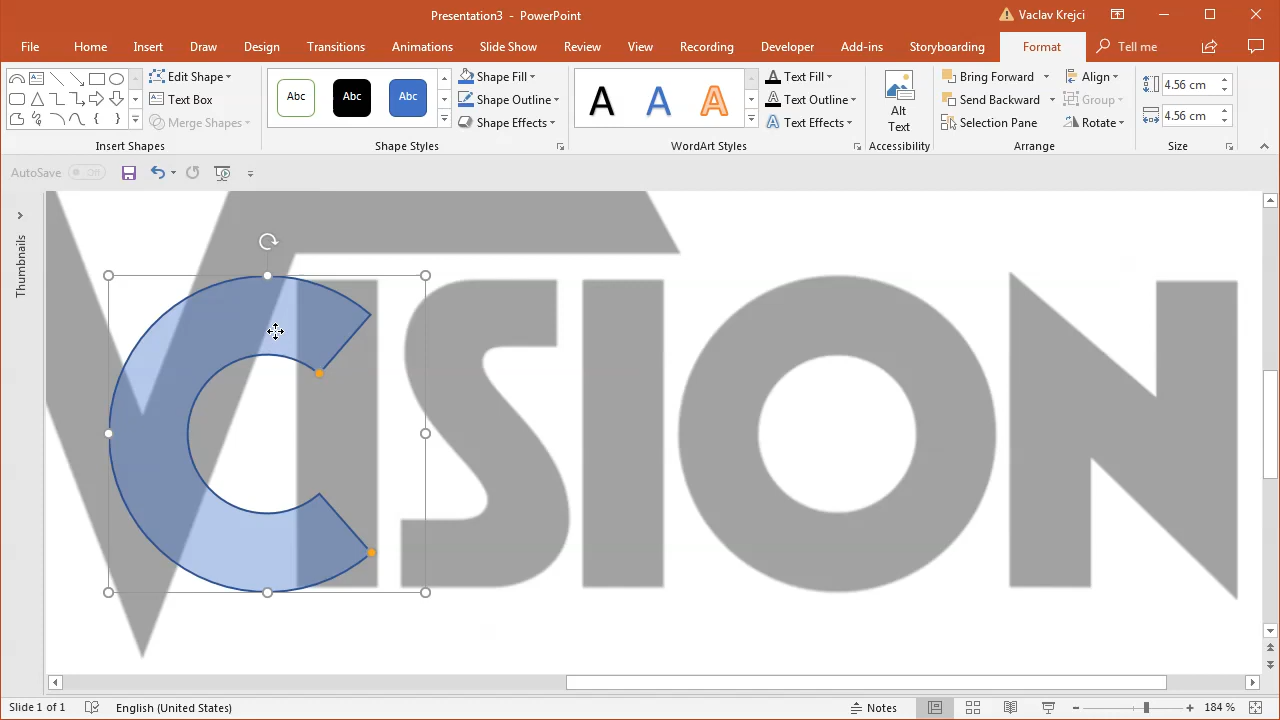 Presentation3 - PowerPoint
Vaclav Krejci
File Home Insert Draw Design Transitions Animations Slide Show Review View Recording Developer Add-ins Storyboarding Format Tell me
Edit Shape
Text Box
Merge Shapes
Insert Shapes
Abc Abc Abc
Shape Fill
Shape Outline
Shape Effects
Shape Styles
A A A
Text Fill
Text Outline
Text Effects
WordArt Styles
Alt
Text
Accessibility
Bring Forward
Send Backward
Selection Pane
Align
Group
Rotate
Arrange
4.56 cm
4.56 cm
Size
AutoSave Off
Thumbnails
V
C
ISION
Slide 1 of 1 English (United States) Notes 184 %